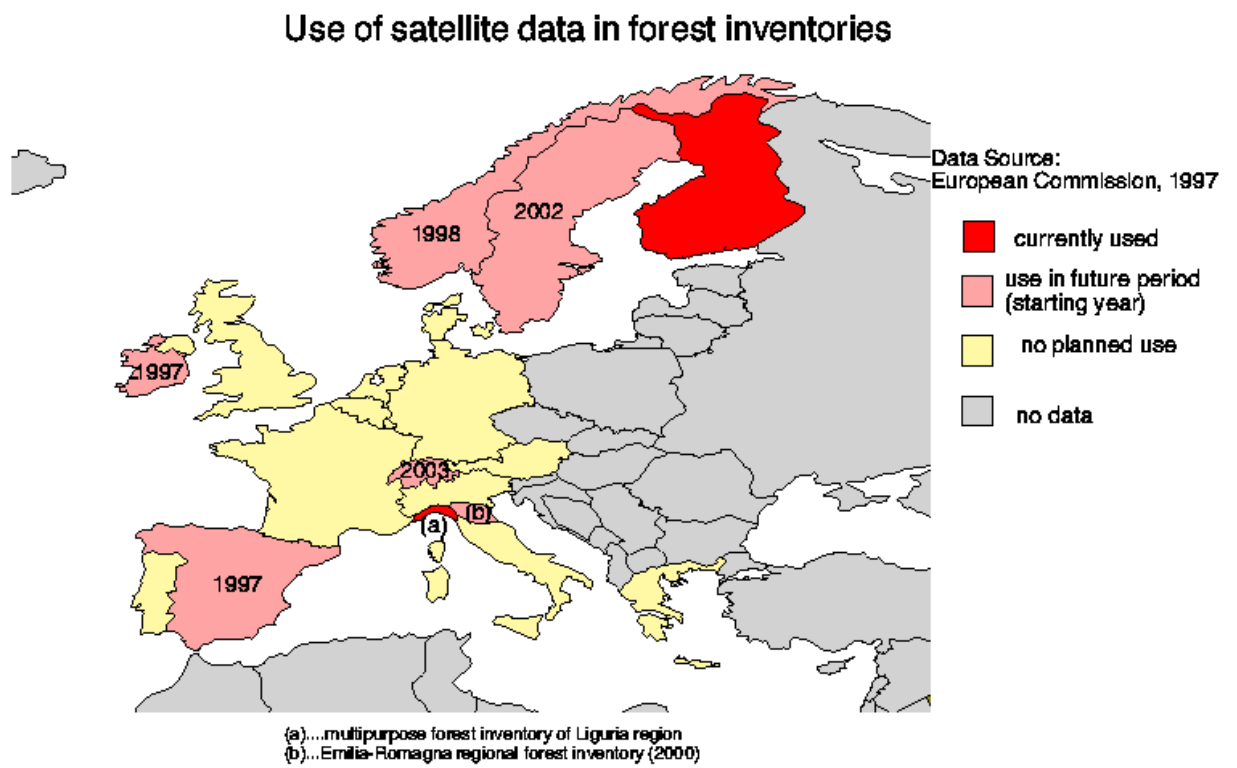 Use of satellite data in forest inventories
Data Source:
European Commission, 1997
2002
1998
currently used
use in future period
(starting year)
no planned use
1997
no data
2003
(b)
(a)
1997
(a)....multipurpose forest inventory of Liguria region
(b)...Emilia-Romagna regional forest inventory (2000)